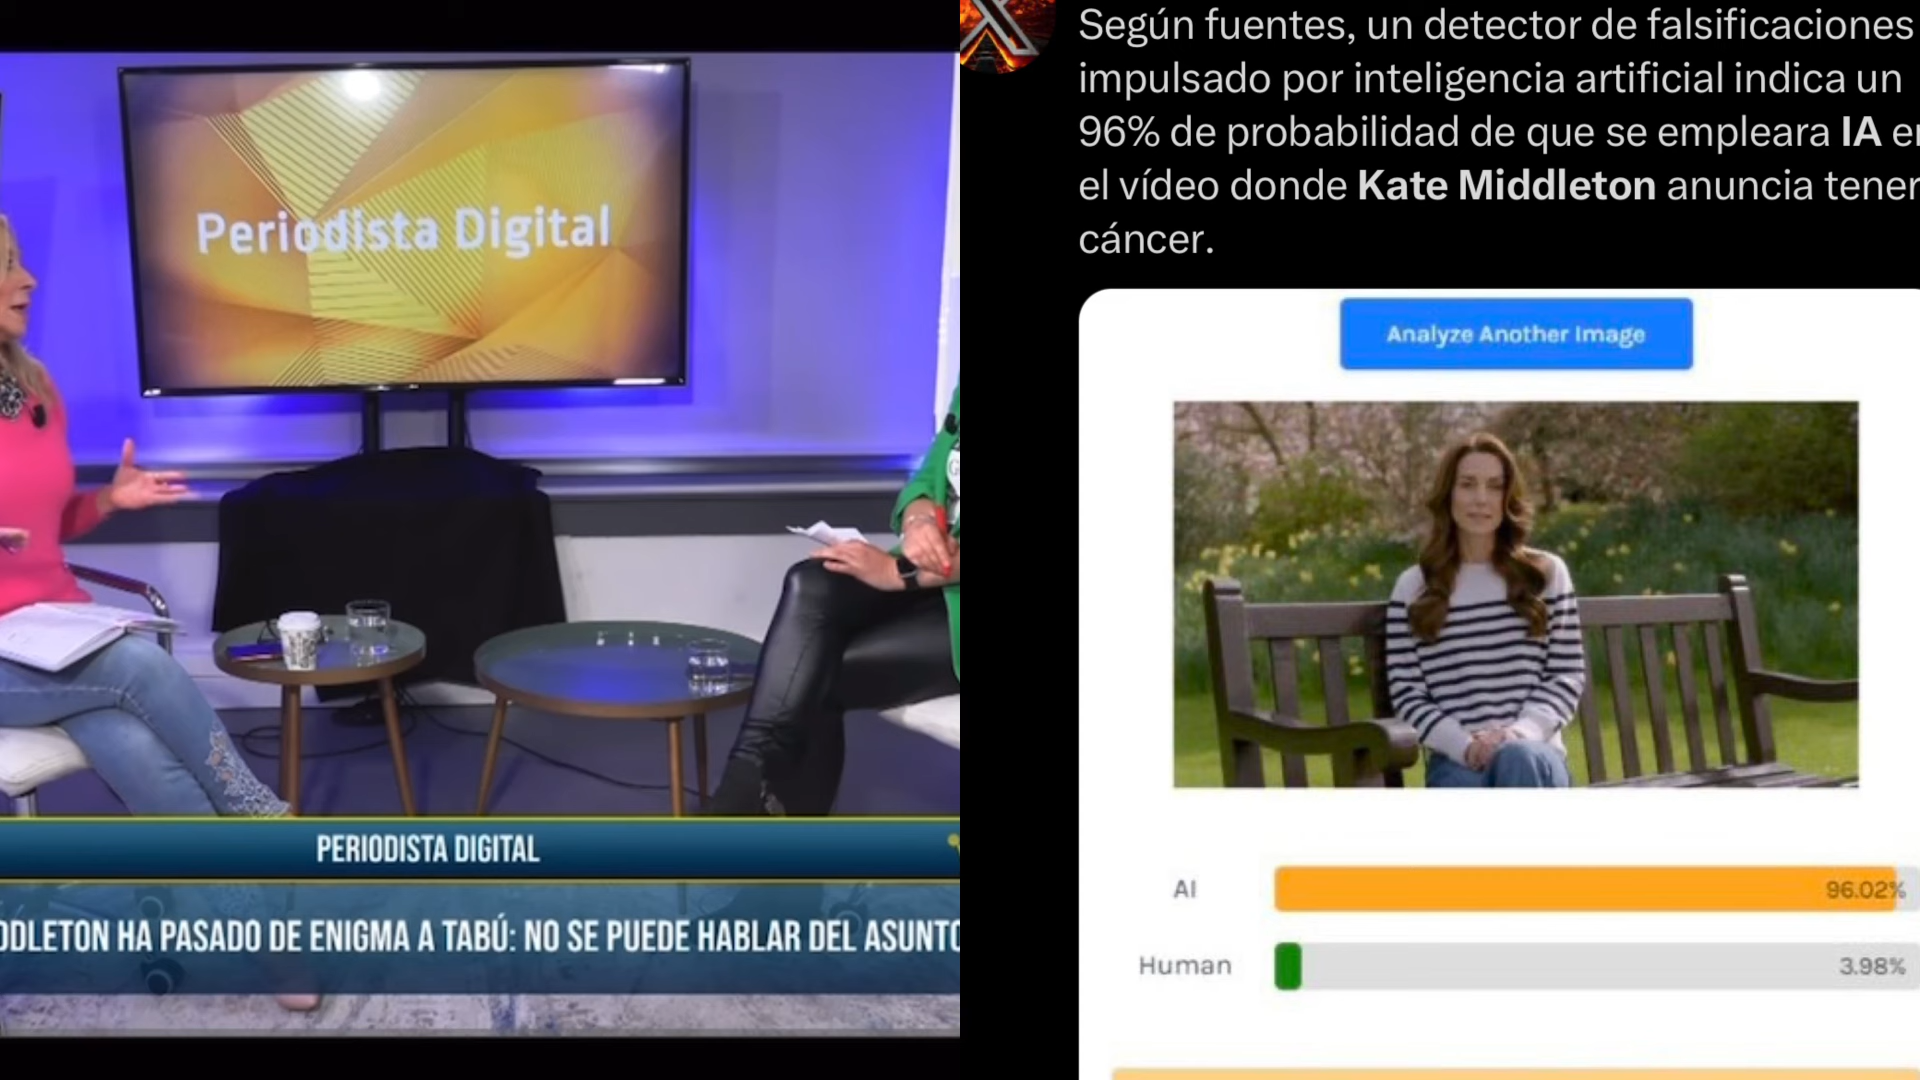 Periodista Digital
PERIODISTA DIGITAL
HA PASADO DE ENIGMA A TABÚ: NO SE PUEDE HABLAR DEL ASUNTO
Según fuentes, un detector de falsificaciones
impulsado por inteligencia artificial indica un
96% de probabilidad de que se empleara IA
el vídeo donde Kate Middleton anuncia tener
cáncer.
Analyze Another Image
AI
96.02%
Human
3.98%